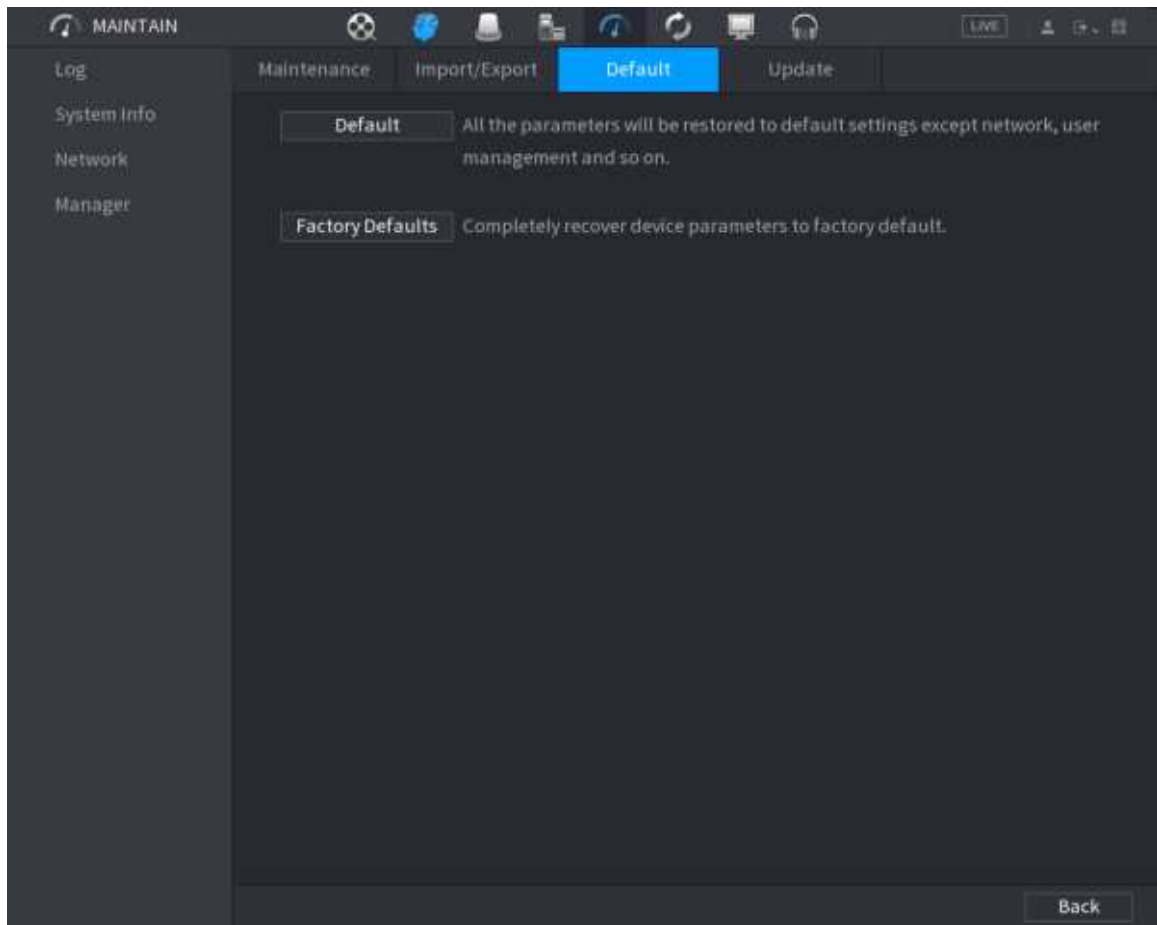 MAINTAIN
LIVE
Log
System Info
Network
Manager
Maintenance
Import/Export
Default
Update
Default
All the parameters will be restored to default settings except network, user
management and so on.
Factory Defaults
Completely recover device parameters to factory default.
Back